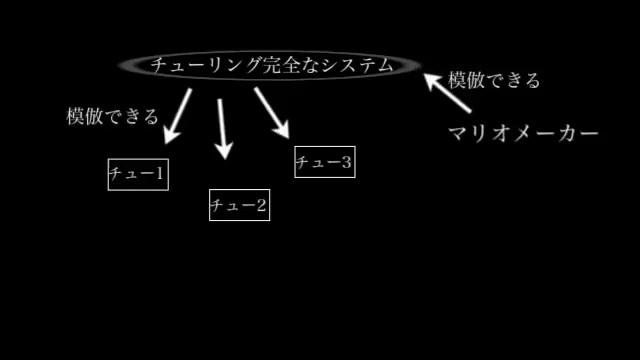 チューリング完全なシステム
模倣できる
模倣できる
マリオメーカー
チュー3
チュー1
チュー2